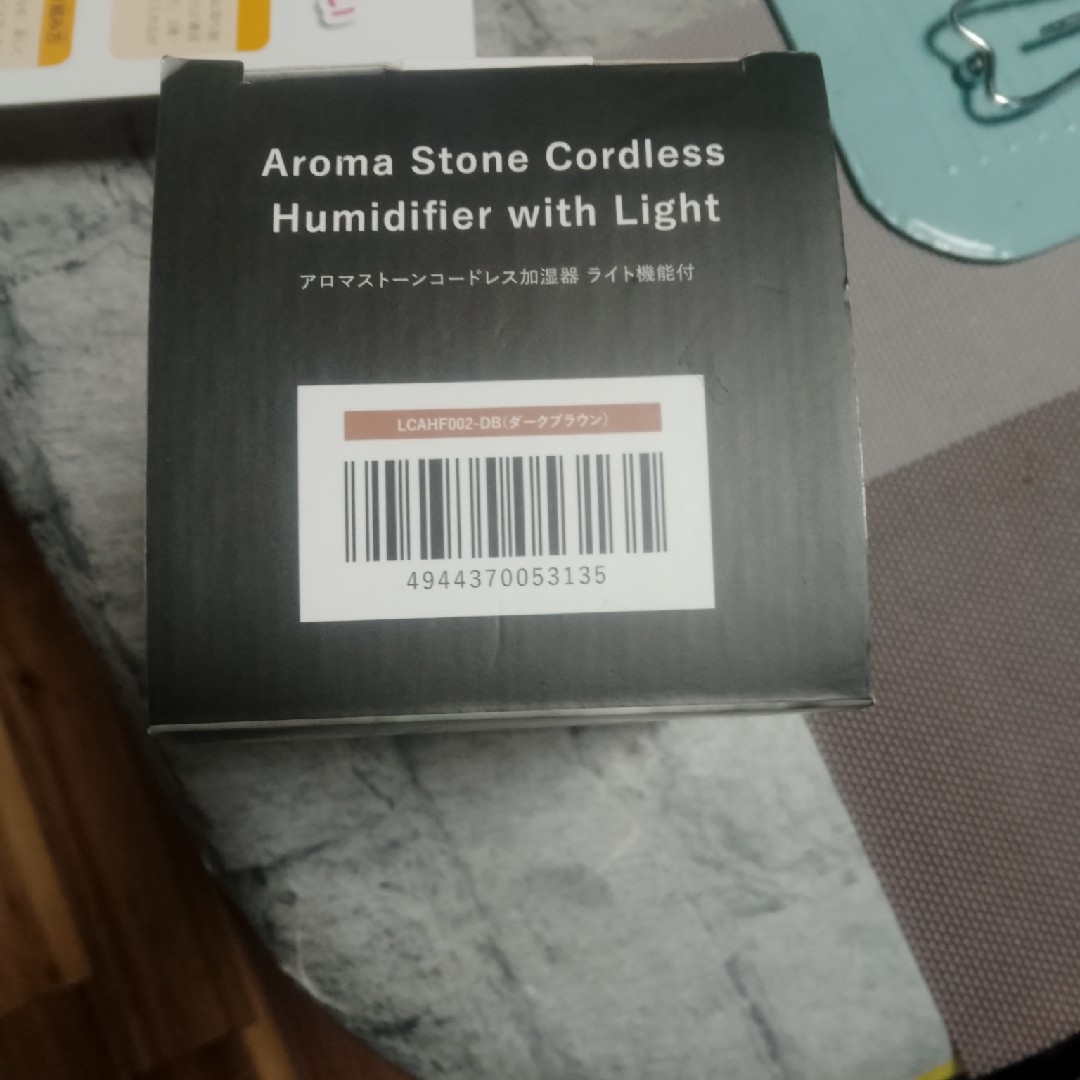 Aroma Stone Cordless
Humidifier with Light
アロマストーンコードレス加湿器 ライト機能付
LCAHF002-DB(ダークブラウン)
4944370053135